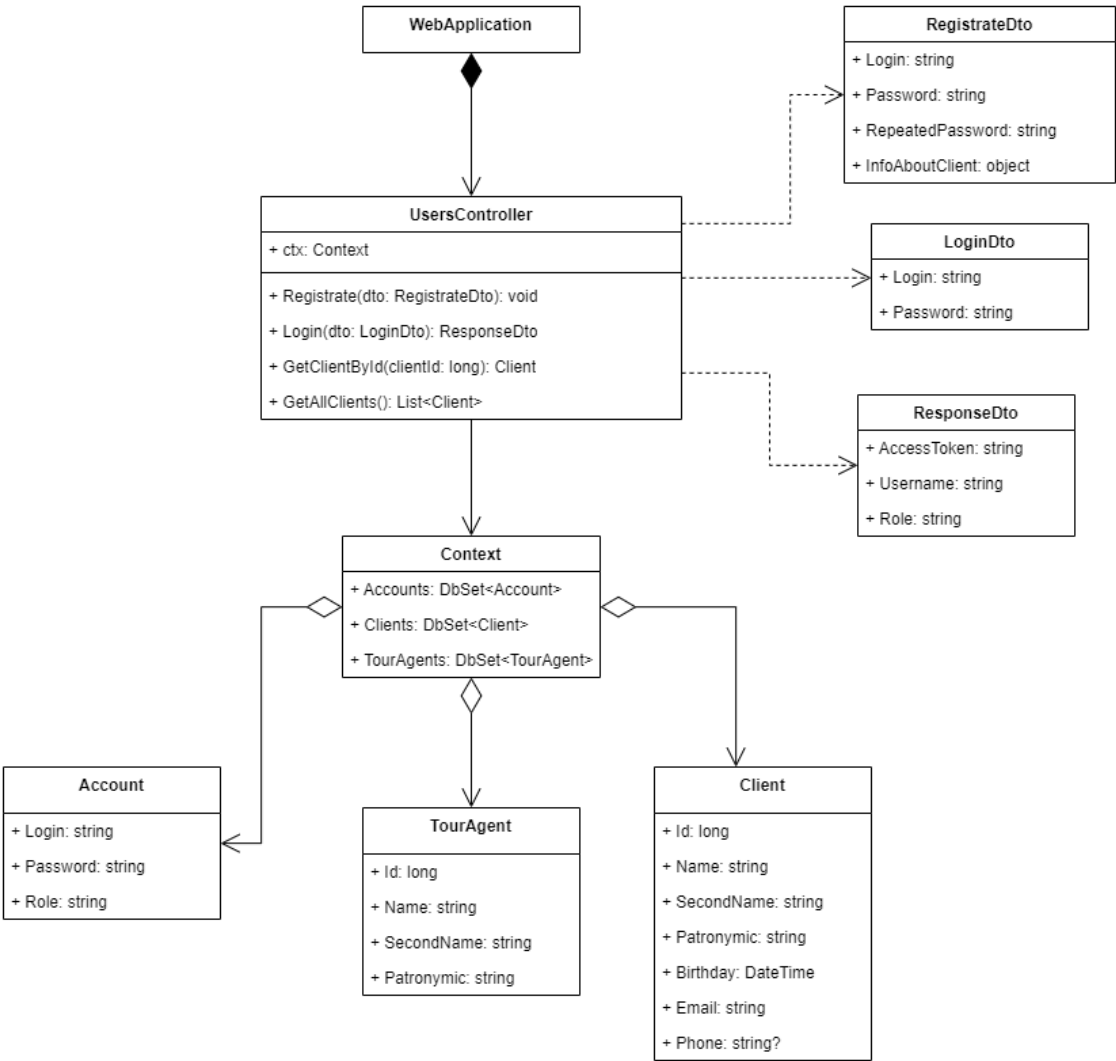 WebApplication
RegistrateDto
+ Login: string
+ Password: string
+ RepeatedPassword: string
+ InfoAboutClient: object
UsersController
+ ctx: Context
+ Registrate(dto: RegistrateDto): void
+ Login(dto: LoginDto): ResponseDto
+ GetClientById(clientId: long): Client
+ GetAllClients(): List<Client>
LoginDto
+ Login: string
+ Password: string
ResponseDto
+ AccessToken: string
+ Username: string
+ Role: string
Context
+ Accounts: DbSet<Account>
+ Clients: DbSet<Client>
+ TourAgents: DbSet<TourAgent>
Account
+ Login: string
+ Password: string
+ Role: string
TourAgent
+ Id: long
+ Name: string
+ SecondName: string
+ Patronymic: string
Client
+ Id: long
+ Name: string
+ SecondName: string
+ Patronymic: string
+ Birthday: DateTime
+ Email: string
+ Phone: string?